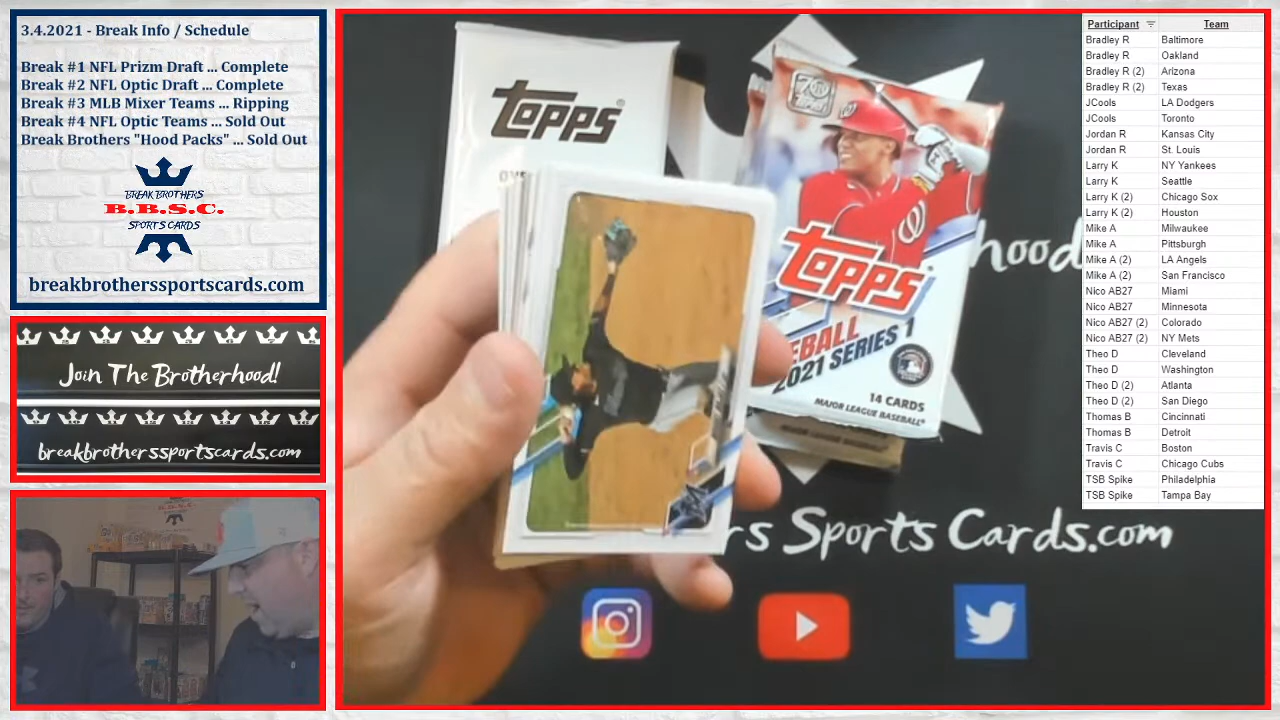 3.4.2021 - Break Info / Schedule
Break #1 NFL Prizm Draft ... Complete
Break #2 NFL Optic Draft ... Complete
Break #3 MLB Mixer Teams ... Ripping
Break #4 NFL Optic Teams ... Sold Out
Break Brothers "Hood Packs" ... Sold Out
BREAK BROTHERS
B.B.S.C.
SPORTS CARDS
breakbrotherssportscards.com
Join The Brotherhood!
breakbrotherssportscards.com
B.B.S.C.
topps
topps
BASEBALL
2021 SERIES 1
14 CARDS
MAJOR LEAGUE BASEBALL
hood
rs Sports Cards.com
Participant Team
Bradley R Baltimore
Bradley R Oakland
Bradley R (2) Arizona
Bradley R (2) Texas
JCools LA Dodgers
JCools Toronto
Jordan R Kansas City
Jordan R St. Louis
Larry K NY Yankees
Larry K Seattle
Larry K (2) Chicago Sox
Larry K (2) Houston
Mike A Milwaukee
Mike A Pittsburgh
Mike A (2) LA Angels
Mike A (2) San Francisco
Nico AB27 Miami
Nico AB27 Minnesota
Nico AB27 (2) Colorado
Nico AB27 (2) NY Mets
Theo D Cleveland
Theo D Washington
Theo D (2) Atlanta
Theo D (2) San Diego
Thomas B Cincinnati
Thomas B Detroit
Travis C Boston
Travis C Chicago Cubs
TSB Spike Philadelphia
TSB Spike Tampa Bay